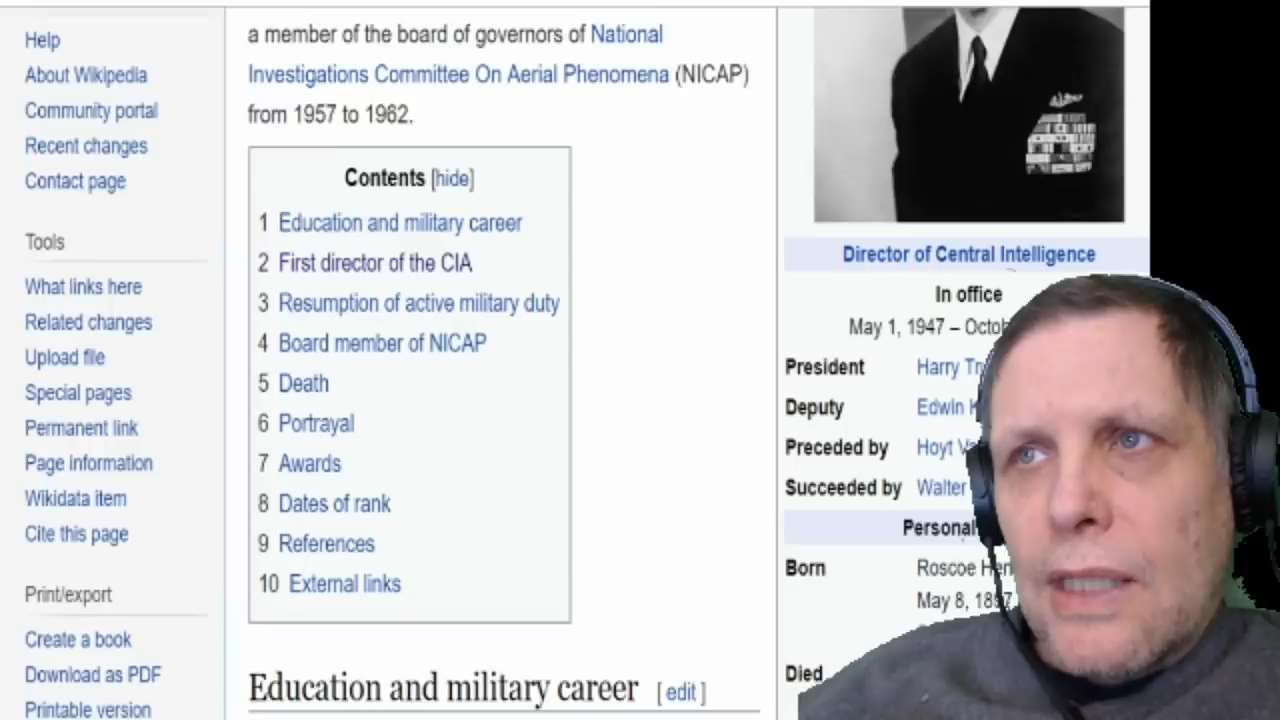 Help
About Wikipedia
Community portal
Recent changes
Contact page
Tools
What links here
Related changes
Upload file
Special pages
Permanent link
Page information
Wikidata item
Cite this page
Print/export
Create a book
Download as PDF
Printable version
a member of the board of governors of National
Investigations Committee On Aerial Phenomena (NICAP)
from 1957 to 1962.
Contents [hide]
1 Education and military career
2 First director of the CIA
3 Resumption of active military duty
4 Board member of NICAP
5 Death
6 Portrayal
7 Awards
8 Dates of rank
9 References
10 External links
Education and military career [edit]
Director of Central Intelligence
In office
May 1, 1947 –
President Harry
Deputy Edwin
Preceded by Hoyt
Succeeded by Walter
Personal
Born Roscoe
May 8, 1897
Died